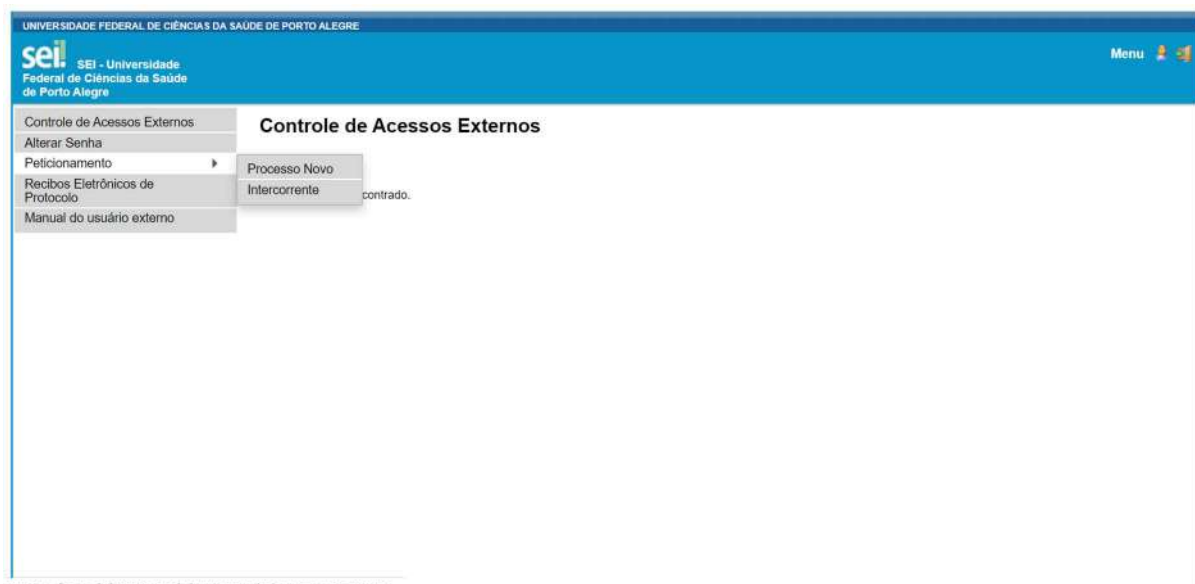 UNIVERSIDADE FEDERAL DE CIÊNCIAS DA SAÚDE DE PORTO ALEGRE
sei!
SEI - Universidade
Federal de Ciências da Saúde
de Porto Alegre
Menu
Controle de Acessos Externos
Alterar Senha
Peticionamento
Recibos Eletrônicos de
Protocolo
Manual do usuário externo
Controle de Acessos Externos
Processo Novo
Intercorrente
contrado.